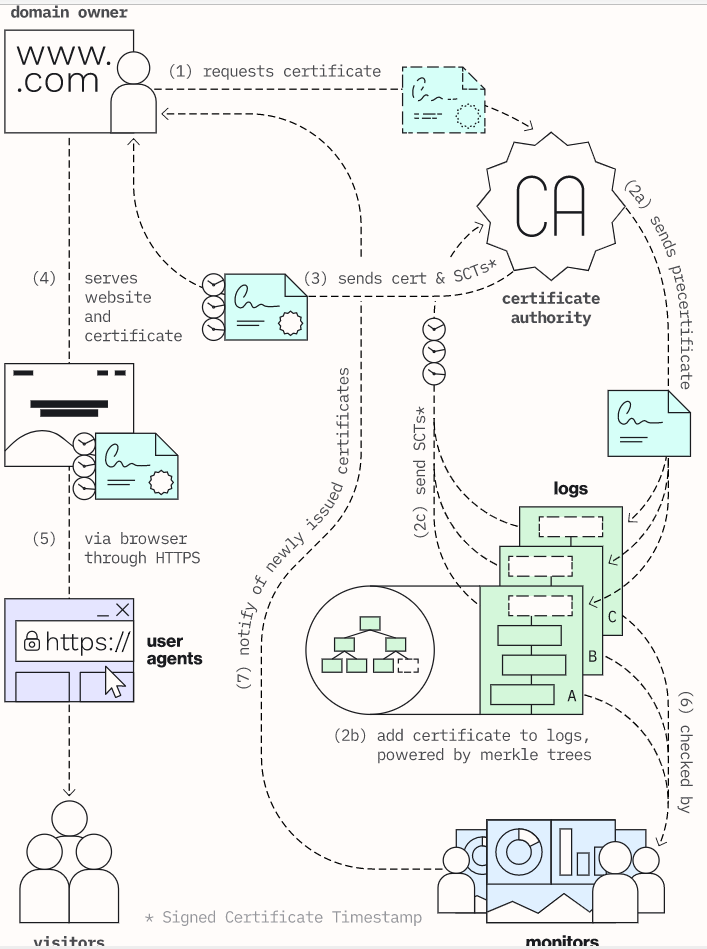 domain owner
www.
.com
(1) requests certificate
CA
(2a) sends precertificate
(3) sends cert & SCTs*
certificate
authority
(4) serves
website
and
certificate
(2c) send SCTs*
logs
(5) via browser
through HTTPS
https://
user
agents
(7) notify of newly issued certificates
C
B
A
(2b) add certificate to logs,
powered by merkle trees
(6) checked by
* Signed Certificate Timestamp
visitors
monitors